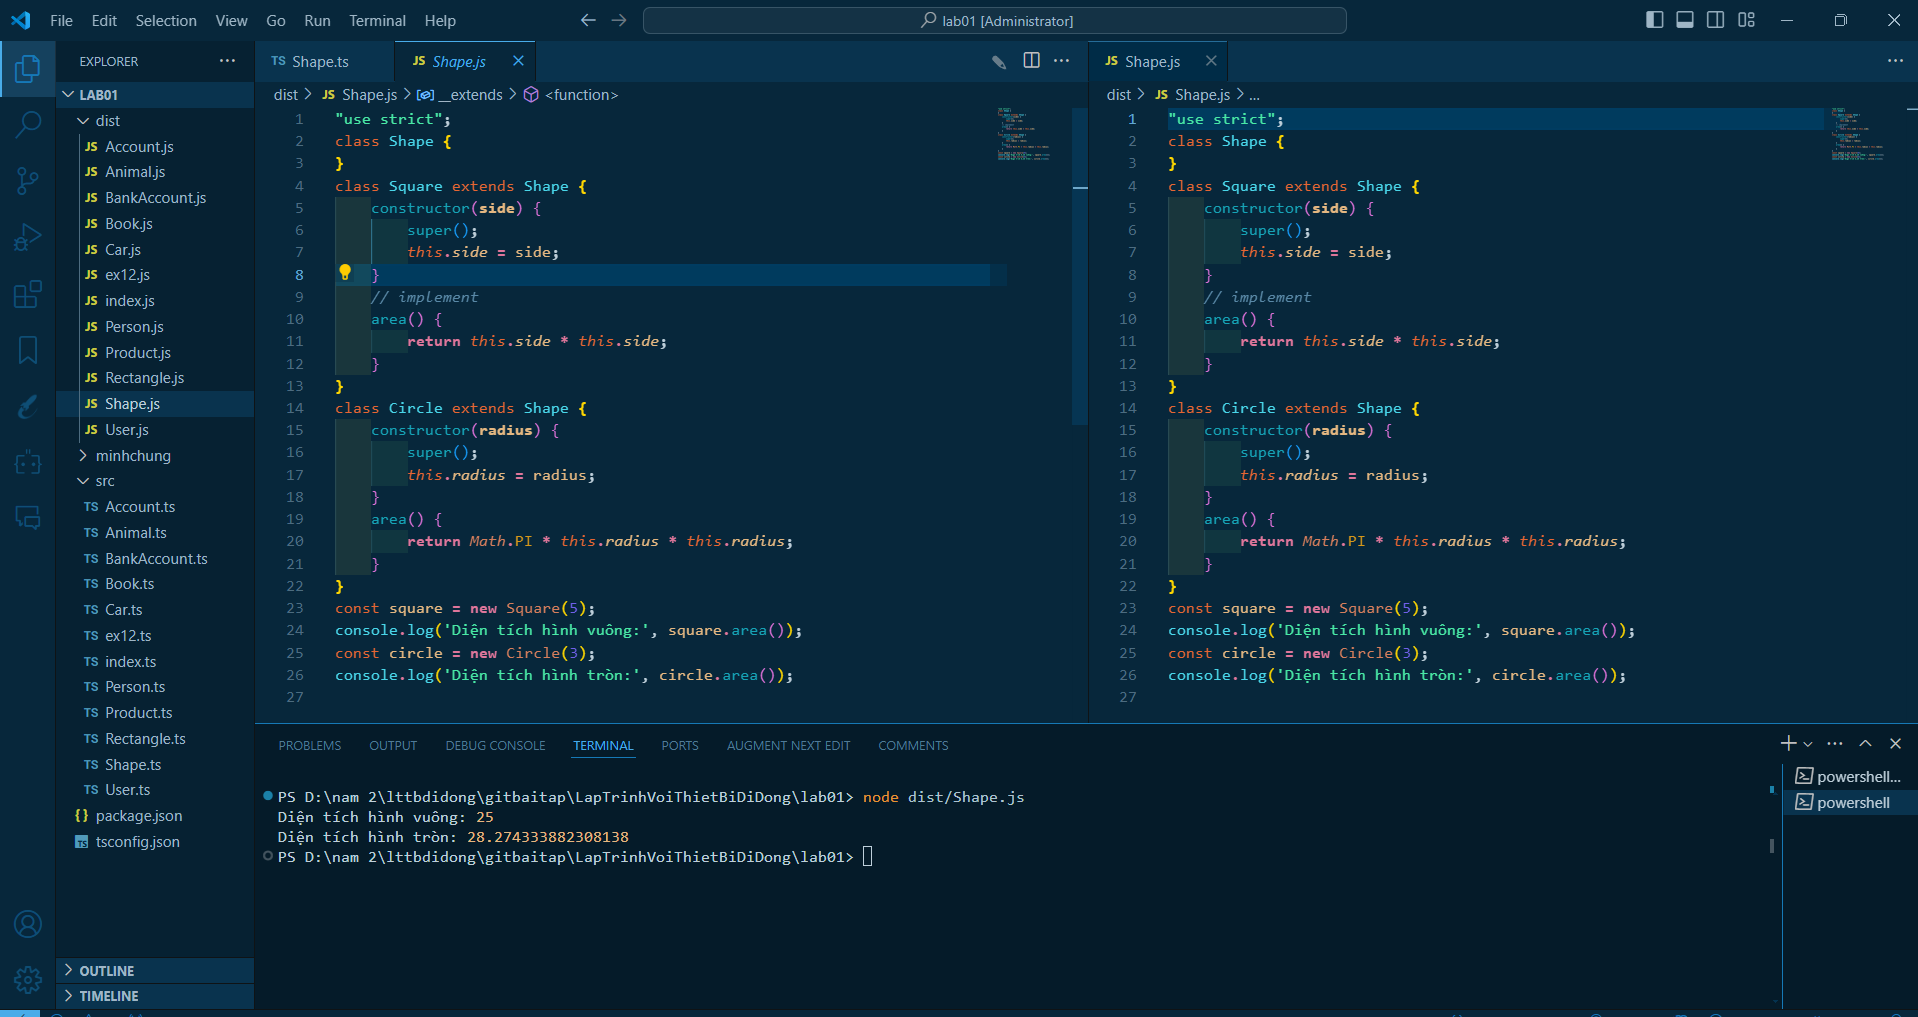 File Edit Selection View Go Run Terminal Help
lab01 [Administrator]
EXPLORER
LAB01
dist
JS Account.js
JS Animal.js
JS BankAccount.js
JS Book.js
JS Car.js
JS ex12.js
JS index.js
JS Person.js
JS Product.js
JS Rectangle.js
JS Shape.js
JS User.js
minhchung
src
TS Account.ts
TS Animal.ts
TS BankAccount.ts
TS Book.ts
TS Car.ts
TS ex12.ts
TS index.ts
TS Person.ts
TS Product.ts
TS Rectangle.ts
TS Shape.ts
TS User.ts
{} package.json
TS tsconfig.json
OUTLINE
TIMELINE
TS Shape.ts
JS Shape.js
dist > JS Shape.js > __extends > <function>
1 "use strict";
2 class Shape {
3 }
4 class Square extends Shape {
5 constructor(side) {
6 super();
7 this.side = side;
8 }
9 // implement
10 area() {
11 return this.side * this.side;
12 }
13 }
14 class Circle extends Shape {
15 constructor(radius) {
16 super();
17 this.radius = radius;
18 }
19 area() {
20 return Math.PI * this.radius * this.radius;
21 }
22 }
23 const square = new Square(5);
24 console.log('Diện tích hình vuông:', square.area());
25 const circle = new Circle(3);
26 console.log('Diện tích hình tròn:', circle.area());
27
JS Shape.js
dist > JS Shape.js > ...
1 "use strict";
2 class Shape {
3 }
4 class Square extends Shape {
5 constructor(side) {
6 super();
7 this.side = side;
8 }
9 // implement
10 area() {
11 return this.side * this.side;
12 }
13 }
14 class Circle extends Shape {
15 constructor(radius) {
16 super();
17 this.radius = radius;
18 }
19 area() {
20 return Math.PI * this.radius * this.radius;
21 }
22 }
23 const square = new Square(5);
24 console.log('Diện tích hình vuông:', square.area());
25 const circle = new Circle(3);
26 console.log('Diện tích hình tròn:', circle.area());
27
PROBLEMS OUTPUT DEBUG CONSOLE TERMINAL PORTS AUGMENT NEXT EDIT COMMENTS
PS D:\nam 2\lttbdidong\gitbaitap\LapTrinhVoiThietBiDiDong\lab01> node dist/Shape.js
Diện tích hình vuông: 25
Diện tích hình tròn: 28.274333882308138
PS D:\nam 2\lttbdidong\gitbaitap\LapTrinhVoiThietBiDiDong\lab01>
powershell...
powershell